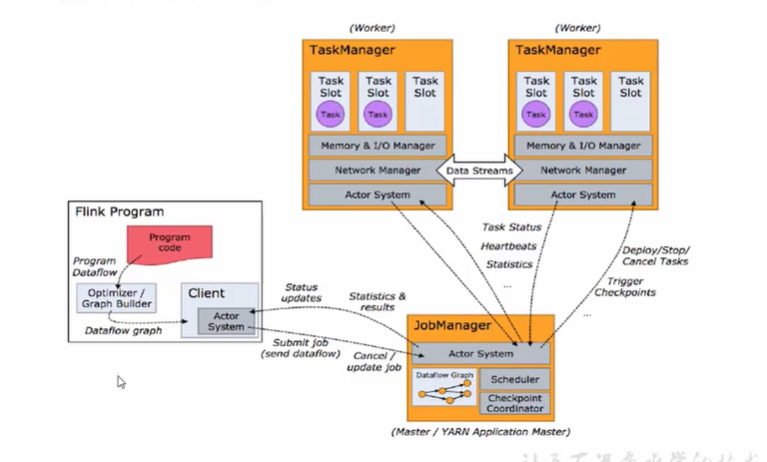 (Worker)
(Worker)
TaskManager
TaskManager
Task Slot
Task
Task Slot
Task
Task Slot
Task Slot
Task
Task Slot
Task
Task Slot
Memory & I/O Manager
Memory & I/O Manager
Network Manager
Data Streams
Network Manager
Actor System
Actor System
Flink Program
Program
code
Program
Dataflow
Optimizer /
Graph Builder
Dataflow graph
Client
Actor
System
Task Status
Heartbeats
Statistics
...
Deploy/Stop/
Cancel Tasks
Trigger
Checkpoints
...
Status
updates
Statistics &
results
Submit job
(send dataflow)
Cancel /
update job
JobManager
Actor System
Dataflow Graph
Scheduler
Checkpoint
Coordinator
(Master / YARN Application Master)